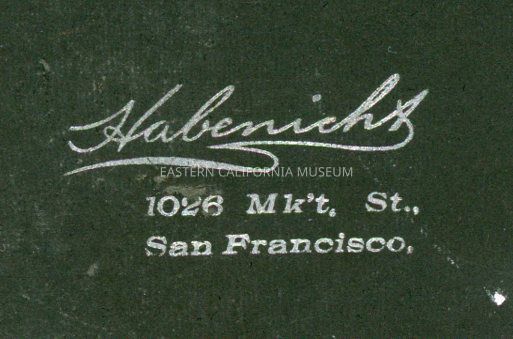 Habenicht
EASTERN CALIFORNIA MUSEUM
1026 Mk't. St.,
San Francisco,